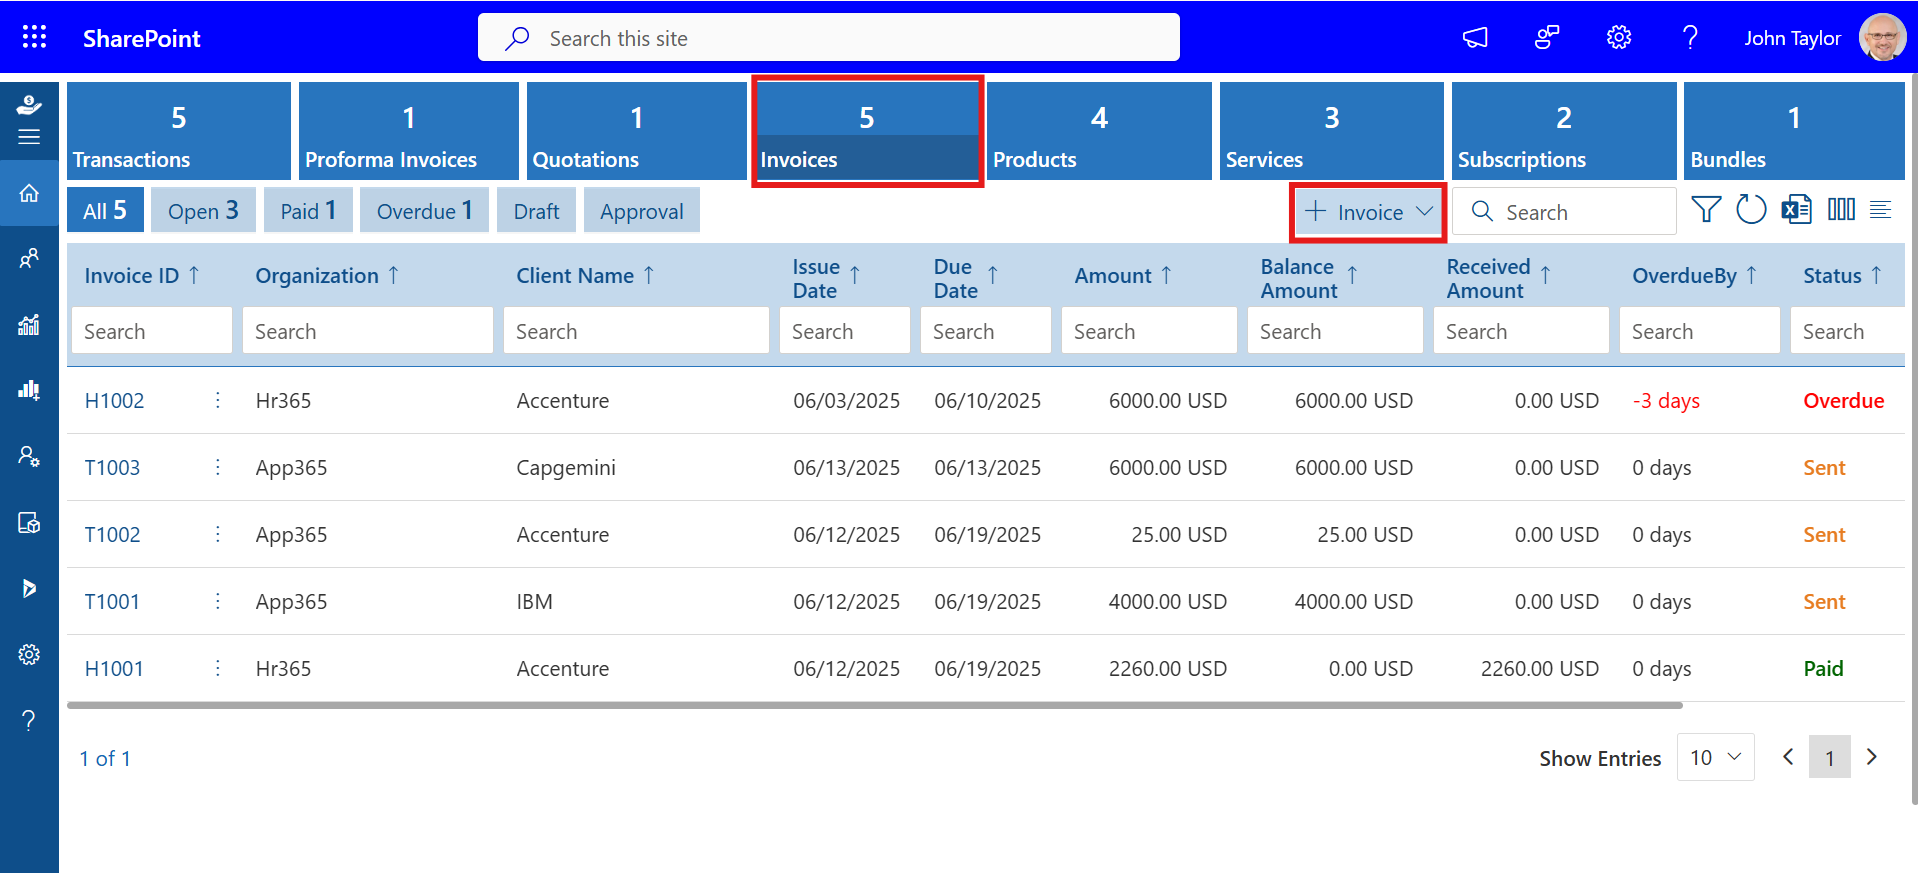 SharePoint
Search this site
John Taylor
5
Transactions
1
Proforma Invoices
1
Quotations
5
Invoices
4
Products
3
Services
2
Subscriptions
1
Bundles
All 5
Open 3
Paid 1
Overdue 1
Draft
Approval
Invoice
Search
Invoice ID ↑ Organization ↑ Client Name ↑ Issue Date ↑ Due Date ↑ Amount ↑ Balance Amount ↑ Received Amount ↑ OverdueBy ↑ Status ↑
Search Search Search Search Search Search Search Search Search Search
H1002 Hr365 Accenture 06/03/2025 06/10/2025 6000.00 USD 6000.00 USD 0.00 USD -3 days Overdue
T1003 App365 Capgemini 06/13/2025 06/13/2025 6000.00 USD 6000.00 USD 0.00 USD 0 days Sent
T1002 App365 Accenture 06/12/2025 06/19/2025 25.00 USD 25.00 USD 0.00 USD 0 days Sent
T1001 App365 IBM 06/12/2025 06/19/2025 4000.00 USD 4000.00 USD 0.00 USD 0 days Sent
H1001 Hr365 Accenture 06/12/2025 06/19/2025 2260.00 USD 0.00 USD 2260.00 USD 0 days Paid
1 of 1
Show Entries 10 1